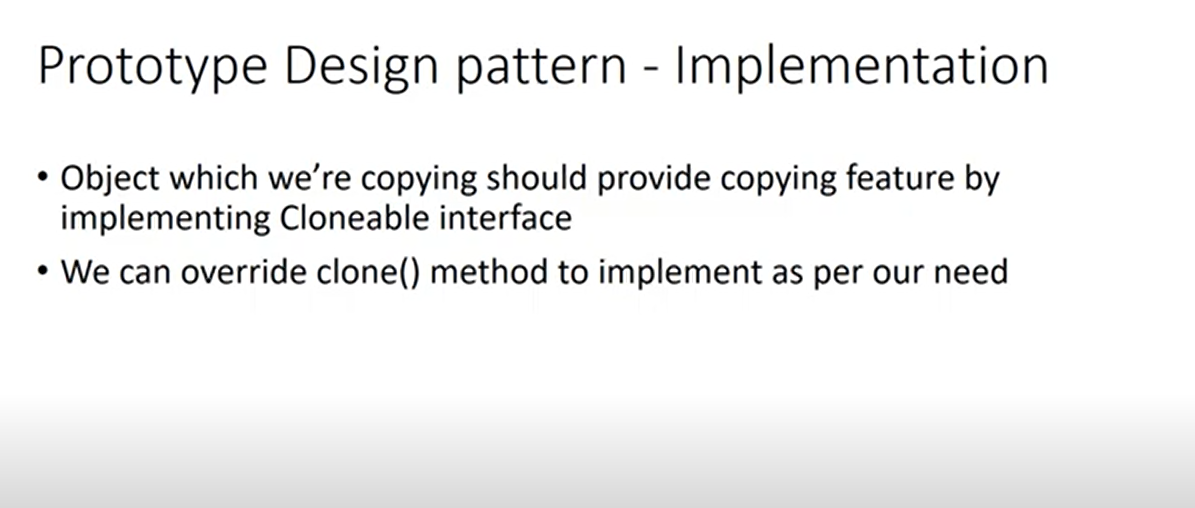 Prototype Design pattern - Implementation
• Object which we’re copying should provide copying feature by
implementing Cloneable interface
• We can override clone() method to implement as per our need